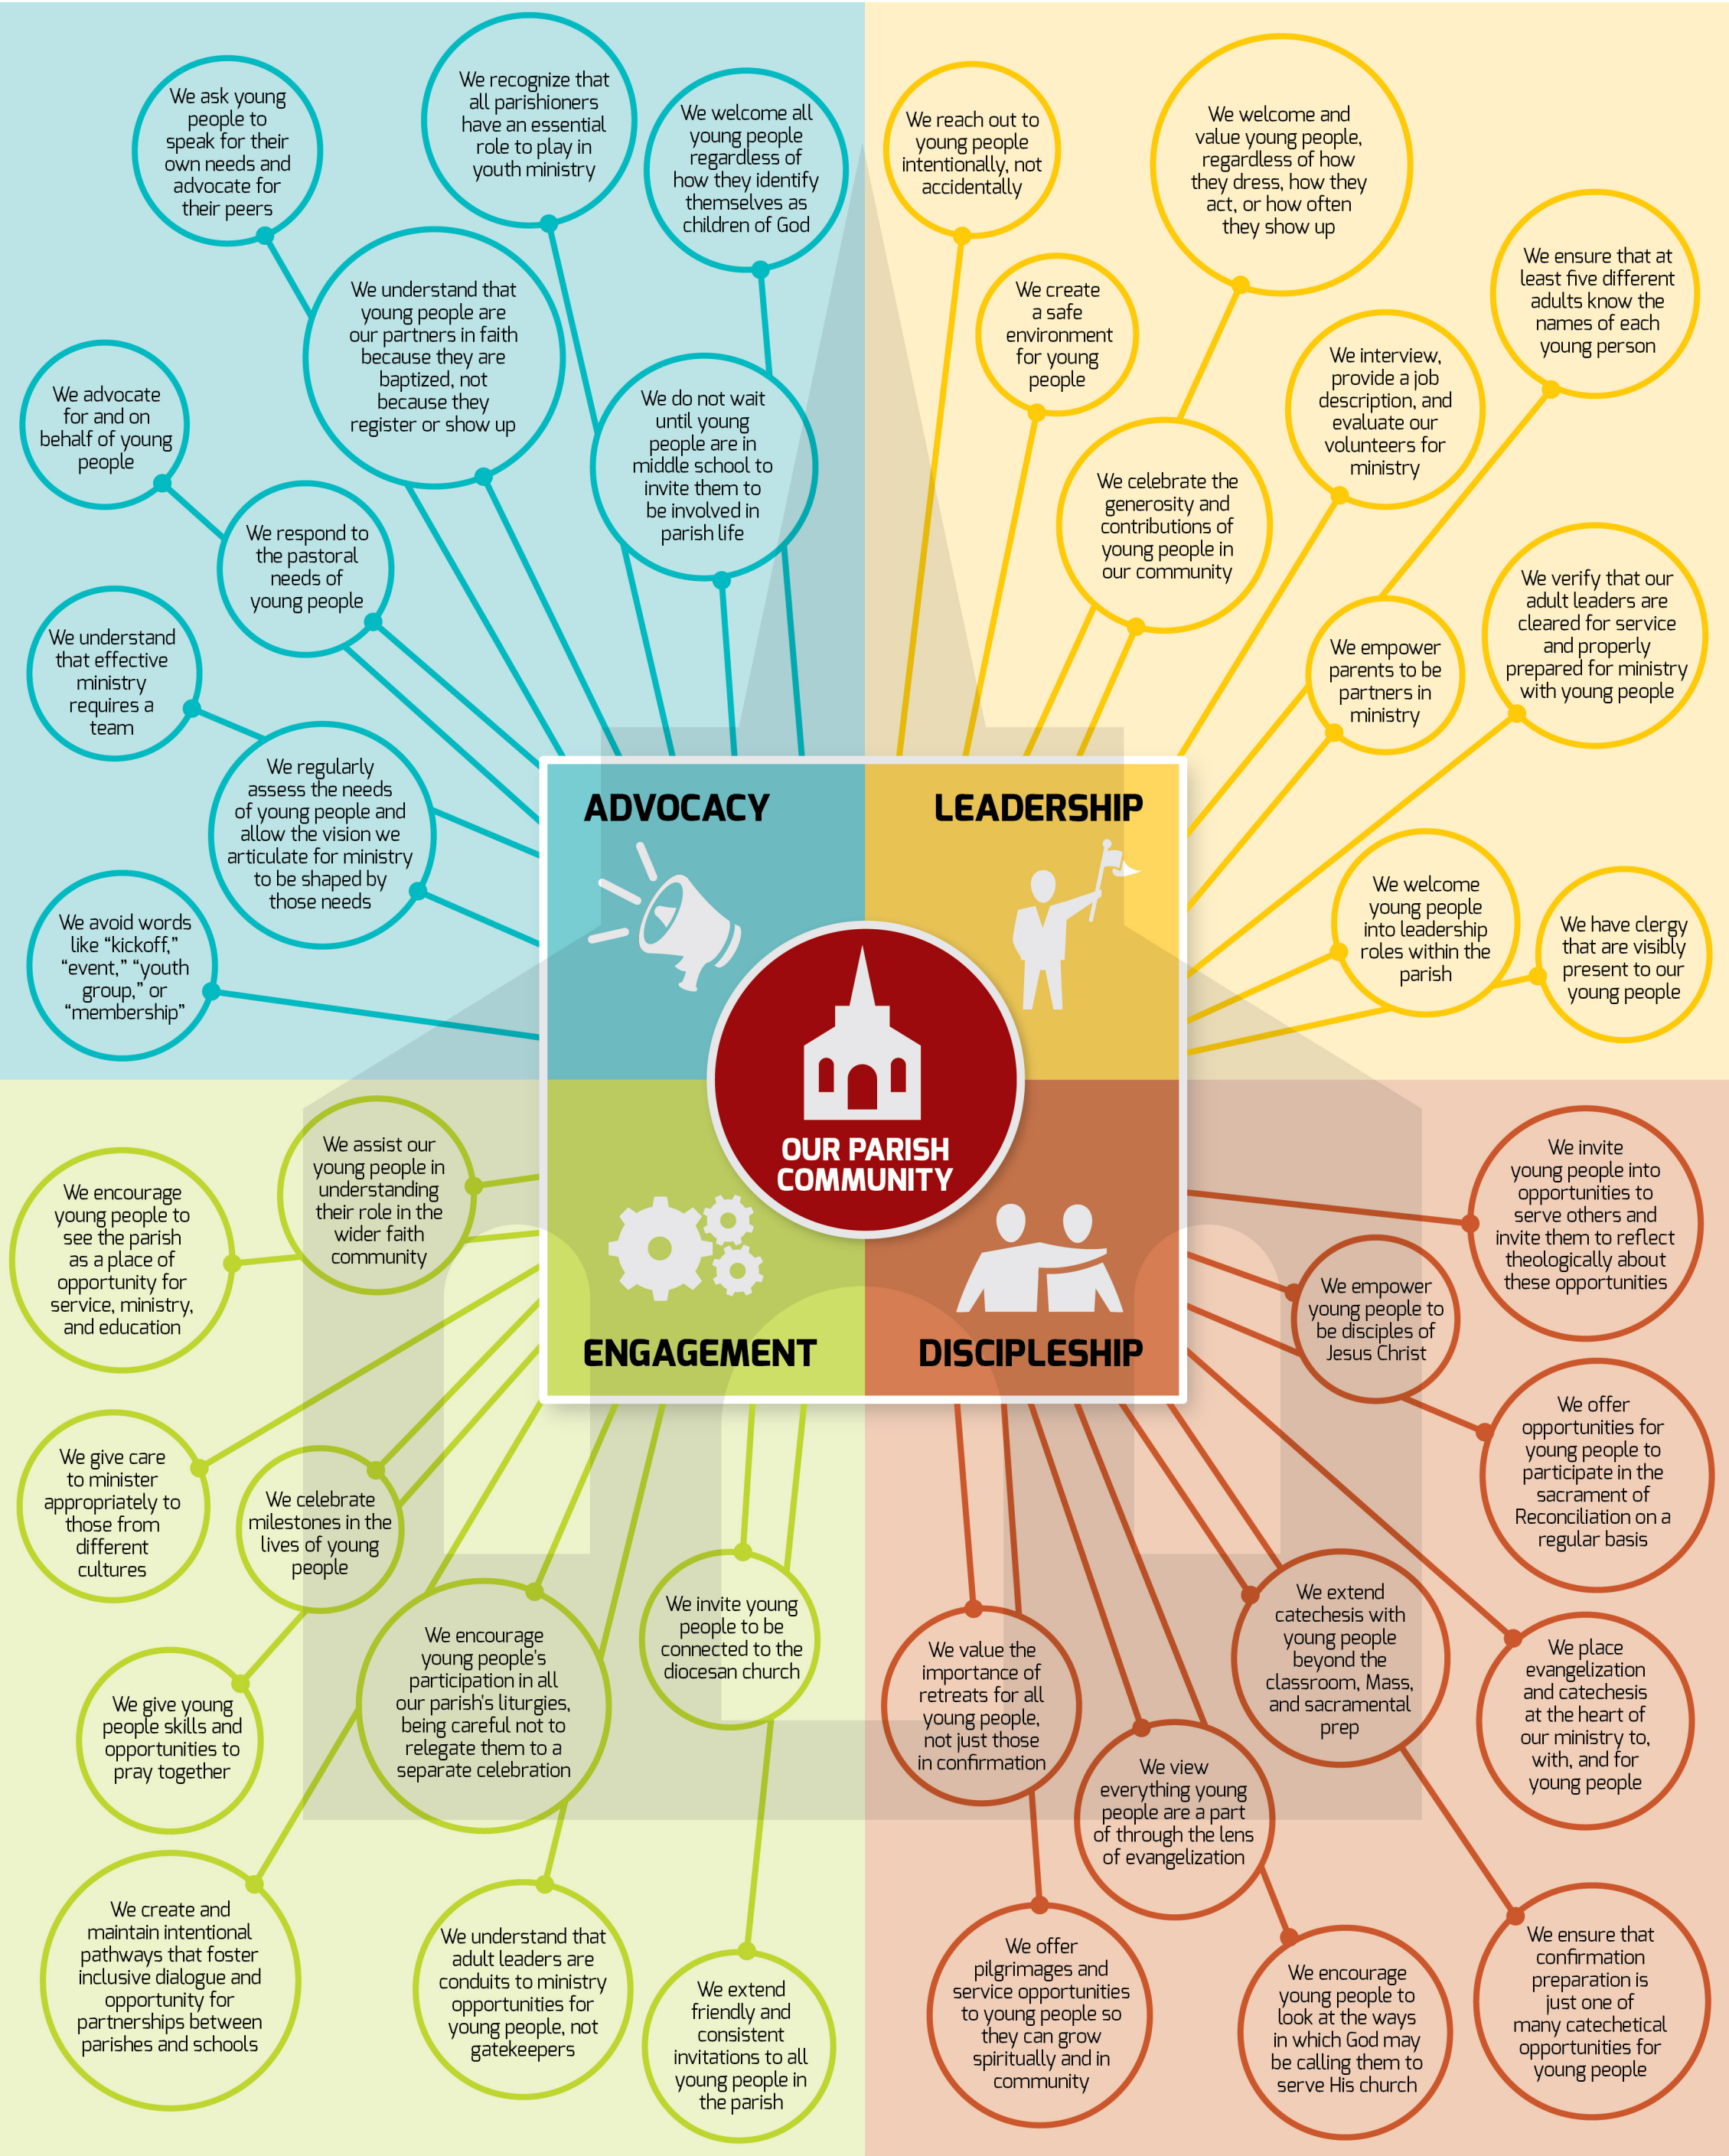 We ask young
people to
speak for their
own needs and
advocate for
their peers
We recognize that
all parishioners
have an essential
role to play in
youth ministry
We welcome all
young people
regardless of
how they identify
themselves as
children of God
We understand that
young people are
our partners in faith
because they are
baptized, not
because they
register or show up
We advocate
for and on
behalf of young
people
We do not wait
until young
people are in
middle school to
invite them to
be involved in
parish life
We respond to
the pastoral
needs of
young people
We understand
that effective
ministry
requires a
team
We regularly
assess the needs
of young people and
allow the vision we
articulate for ministry
to be shaped by
those needs
We avoid words
like “kickoff,”
“event,” “youth
group,” or
“membership”
We reach out to
young people
intentionally, not
accidentally
We welcome and
value young people,
regardless of how
they dress, how they
act, or how often
they show up
We create
a safe
environment
for young
people
We ensure that at
least five different
adults know the
names of each
young person
We interview,
provide a job
description, and
evaluate our
volunteers for
ministry
We celebrate the
generosity and
contributions of
young people in
our community
We verify that our
adult leaders are
cleared for service
and properly
prepared for ministry
with young people
We empower
parents to be
partners in
ministry
We welcome
young people
into leadership
roles within the
parish
We have clergy
that are visibly
present to our
young people
ADVOCACY
LEADERSHIP
OUR PARISH
COMMUNITY
ENGAGEMENT
DISCIPLESHIP
We assist our
young people in
understanding
their role in the
wider faith
community
We encourage
young people to
see the parish
as a place of
opportunity for
service, ministry,
and education
We give care
to minister
appropriately to
those from
different
cultures
We celebrate
milestones in the
lives of young
people
We invite young
people to be
connected to the
diocesan church
We encourage
young people's
participation in all
our parish's liturgies,
being careful not to
relegate them to a
separate celebration
We give young
people skills and
opportunities to
pray together
We create and
maintain intentional
pathways that foster
inclusive dialogue and
opportunity for
partnerships between
parishes and schools
We understand that
adult leaders are
conduits to ministry
opportunities for
young people, not
gatekeepers
We extend
friendly and
consistent
invitations to all
young people in
the parish
We invite
young people into
opportunities to
serve others and
invite them to reflect
theologically about
these opportunities
We empower
young people to
be disciples of
Jesus Christ
We offer
opportunities for
young people to
participate in the
sacrament of
Reconciliation on a
regular basis
We extend
catechesis with
young people
beyond the
classroom, Mass,
and sacramental
prep
We value the
importance of
retreats for all
young people,
not just those
in confirmation
We place
evangelization
and catechesis
at the heart of
our ministry to,
with, and for
young people
We view
everything young
people are a part
of through the lens
of evangelization
We offer
pilgrimages and
service opportunities
to young people so
they can grow
spiritually and in
community
We encourage
young people to
look at the ways
in which God may
be calling them to
serve His church
We ensure that
confirmation
preparation is
just one of
many catechetical
opportunities for
young people